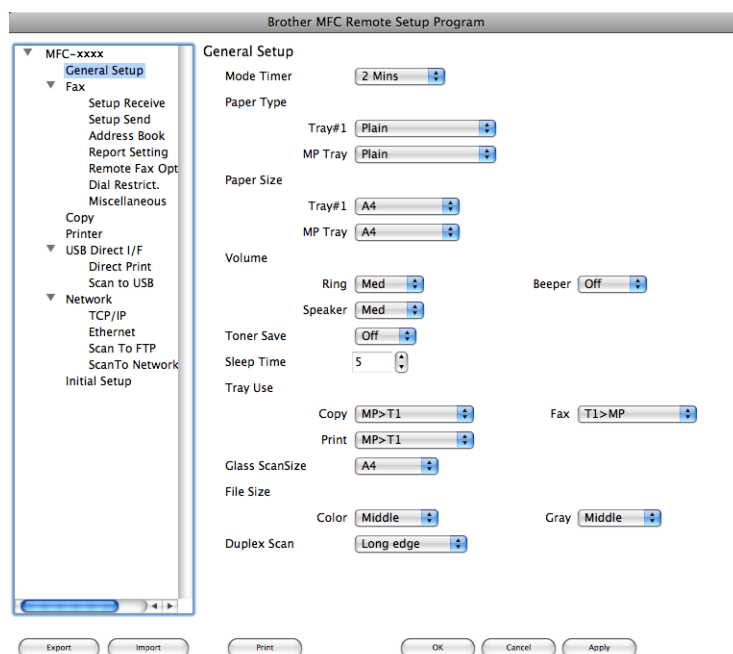 Brother MFC Remote Setup Program
MFC-xxxx
General Setup
Fax
Setup Receive
Setup Send
Address Book
Report Setting
Remote Fax Opt
Dial Restrict.
Miscellaneous
Copy
Printer
USB Direct I/F
Direct Print
Scan to USB
Network
TCP/IP
Ethernet
Scan To FTP
ScanTo Network
Initial Setup
General Setup
Mode Timer 2 Mins
Paper Type
Tray#1 Plain
MP Tray Plain
Paper Size
Tray#1 A4
MP Tray A4
Volume
Ring Med Beeper Off
Speaker Med
Toner Save Off
Sleep Time 5
Tray Use
Copy MP>T1 Fax T1>MP
Print MP>T1
Glass ScanSize A4
File Size
Color Middle Gray Middle
Duplex Scan Long edge
Export Import Print OK Cancel Apply